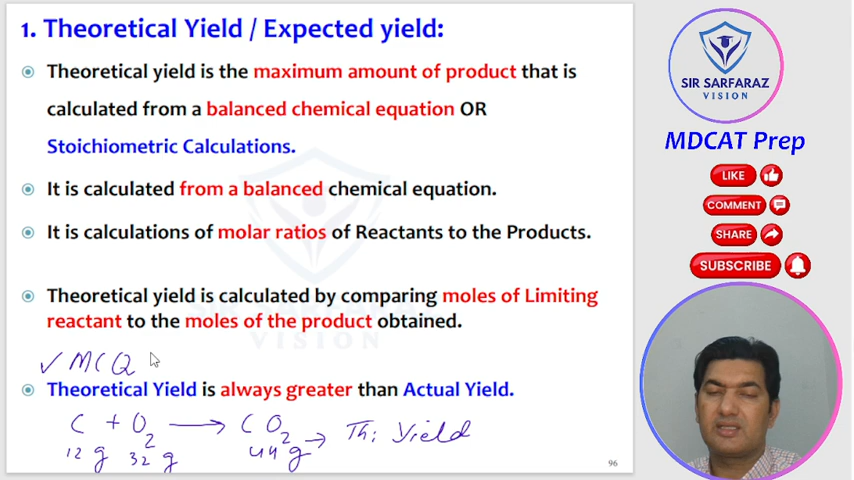 1. Theoretical Yield / Expected yield:
Theoretical yield is the maximum amount of product that is
calculated from a balanced chemical equation OR
Stoichiometric Calculations.
It is calculated from a balanced chemical equation.
It is calculations of molar ratios of Reactants to the Products.
Theoretical yield is calculated by comparing moles of Limiting
reactant to the moles of the product obtained.
✓ MCQ
Theoretical Yield is always greater than Actual Yield.
C + O2 → CO2 → Th: Yield
12 g 32 g 44 g
96
SIR SARFARAZ
VISION
MDCAT Prep
LIKE
COMMENT
SHARE
SUBSCRIBE